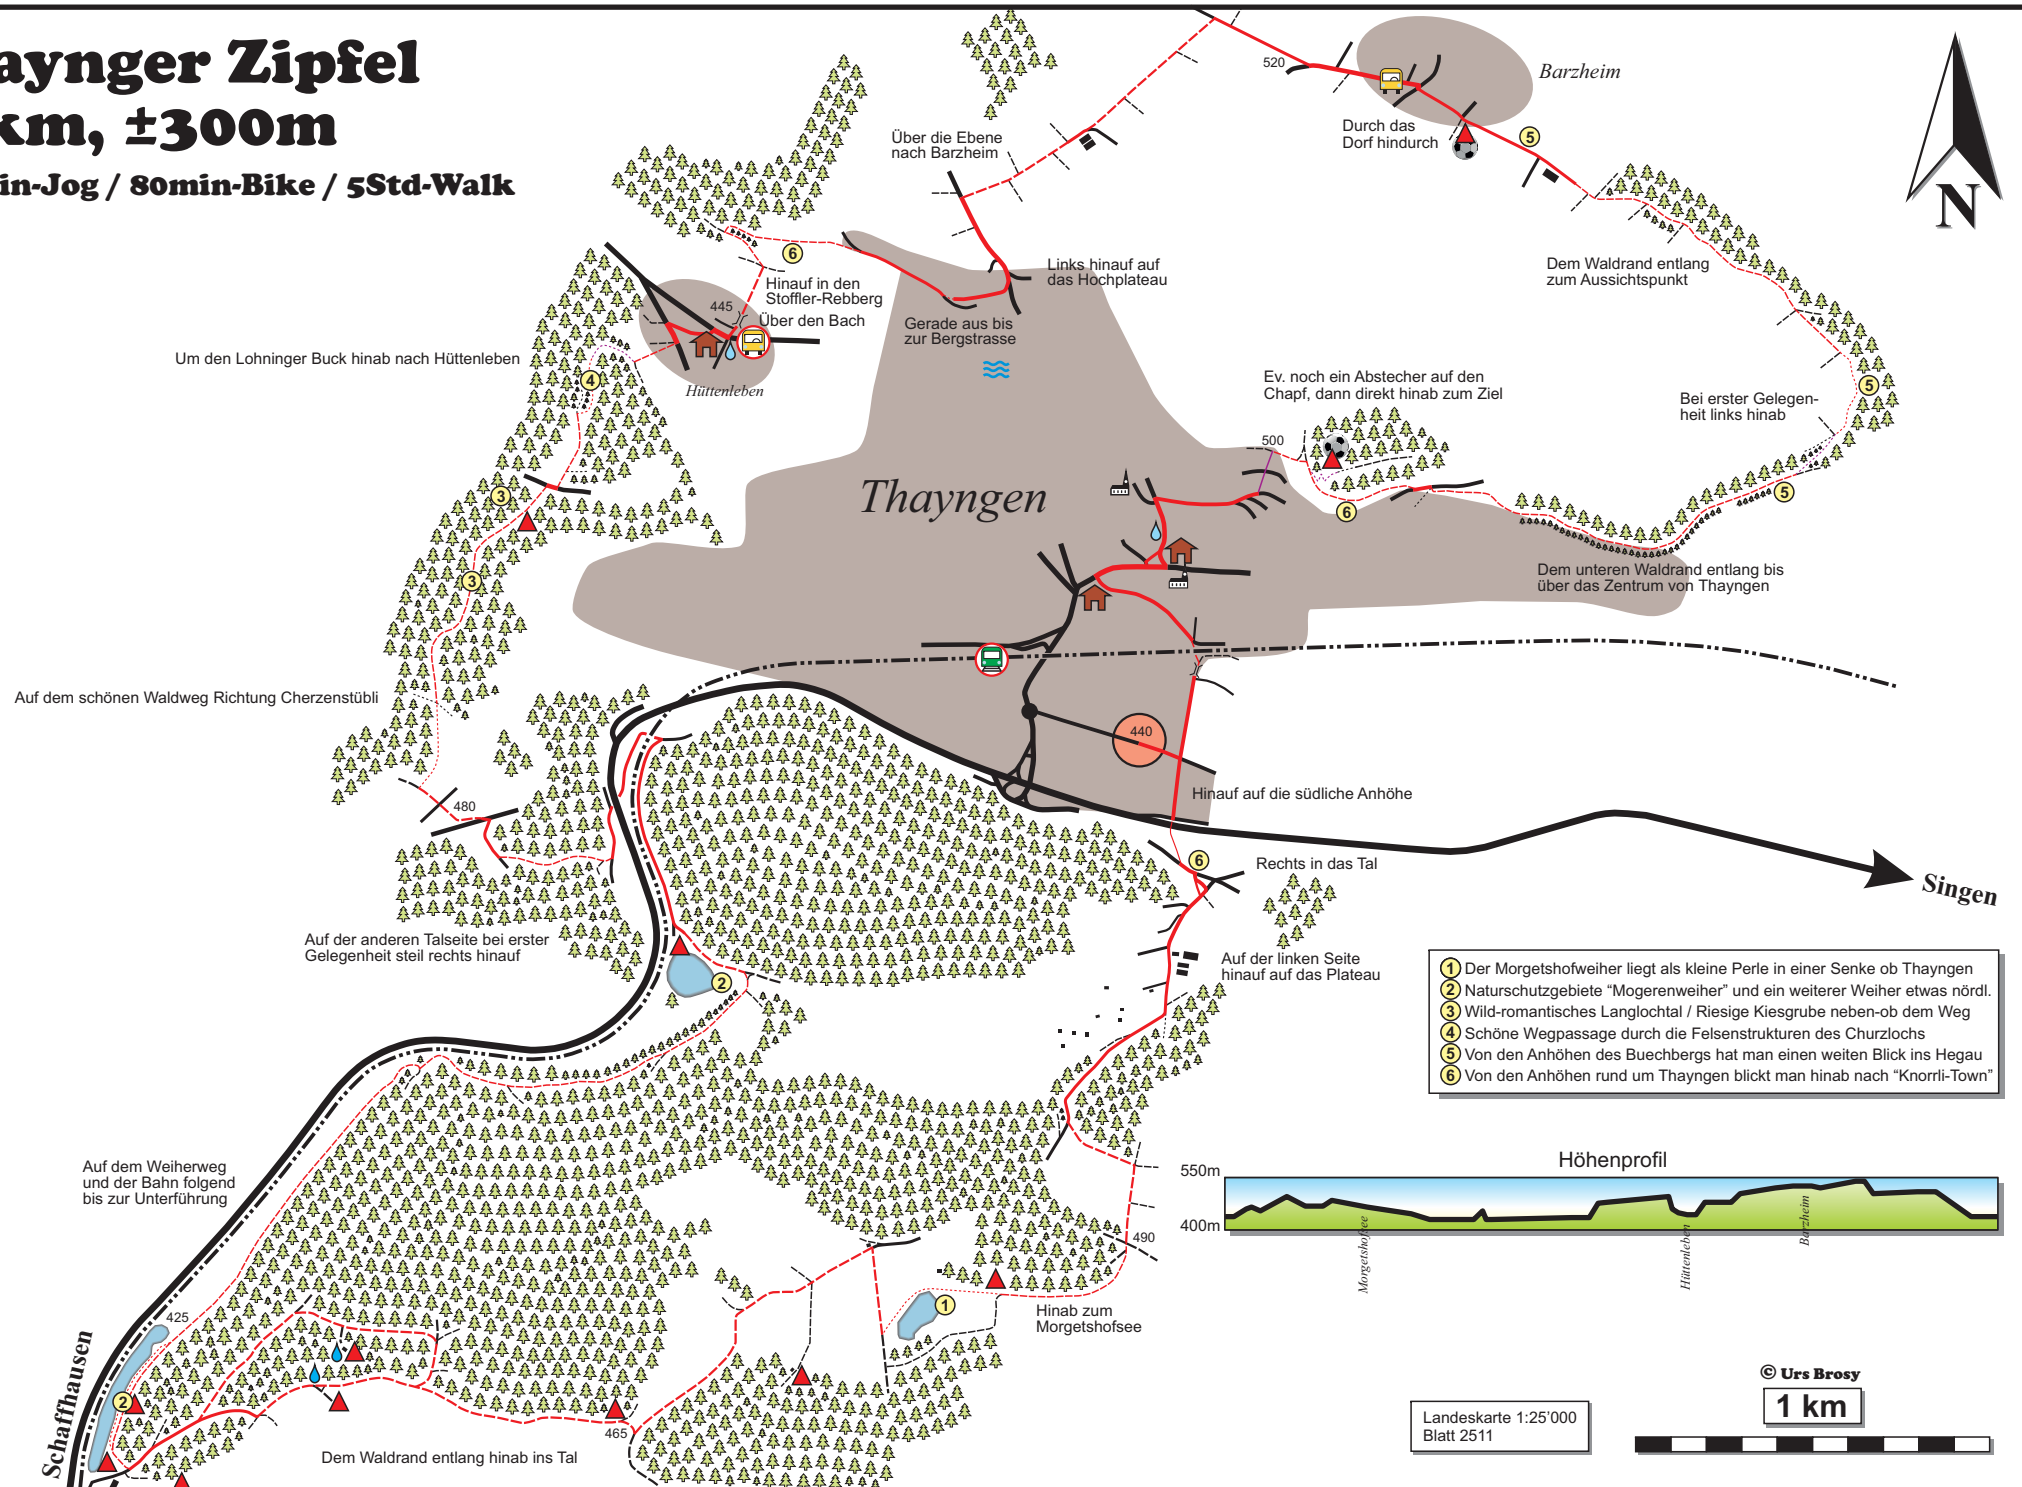 aynger Zipfel
km, ±300m
in-Jog / 80min-Bike / 5Std-Walk
520
Barzheim
Durch das
Dorf hindurch
5
N
Über die Ebene
nach Barzheim
6
Links hinauf auf
das Hochplateau
Dem Waldrand entlang
zum Aussichtspunkt
Hinauf in den
Stoffler-Rebberg
445
Über den Bach
Gerade aus bis
zur Bergstrasse
Um den Lohninger Buck hinab nach Hüttenleben
4
Hüttenleben
Ev. noch ein Abstecher auf den
Chapf, dann direkt hinab zum Ziel
5
Bei erster Gelegen-
heit links hinab
500
3
Thayngen
5
6
3
Dem unteren Waldrand entlang bis
über das Zentrum von Thayngen
Auf dem schönen Waldweg Richtung Cherzenstübli
440
480
Hinauf auf die südliche Anhöhe
6
Rechts in das Tal
Singen
Auf der anderen Talseite bei erster
Gelegenheit steil rechts hinauf
2
Auf der linken Seite
hinauf auf das Plateau
1 Der Morgetshofweiher liegt als kleine Perle in einer Senke ob Thayngen
2 Naturschutzgebiete “Mogerenweiher” und ein weiterer Weiher etwas nördl.
3 Wild-romantisches Langlochtal / Riesige Kiesgrube neben-ob dem Weg
4 Schöne Wegpassage durch die Felsenstrukturen des Churzlochs
5 Von den Anhöhen des Buechbergs hat man einen weiten Blick ins Hegau
6 Von den Anhöhen rund um Thayngen blickt man hinab nach “Knorrli-Town”
Auf dem Weiherweg
und der Bahn folgend
bis zur Unterführung
Höhenprofil
550m
400m
Morgetshofsee
Hüttenleben
Barzheim
490
1
Hinab zum
Morgetshofsee
425
2
Schaffhausen
465
Dem Waldrand entlang hinab ins Tal
© Urs Brosy
1 km
Landeskarte 1:25’000
Blatt 2511